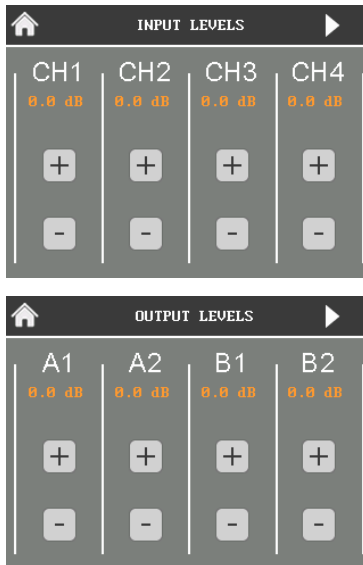 INPUT LEVELS
CH1 CH2 CH3 CH4
0.0 dB 0.0 dB 0.0 dB 0.0 dB
+ + + +
- - - -
OUTPUT LEVELS
A1 A2 B1 B2
0.0 dB 0.0 dB 0.0 dB 0.0 dB
+ + + +
- - - -